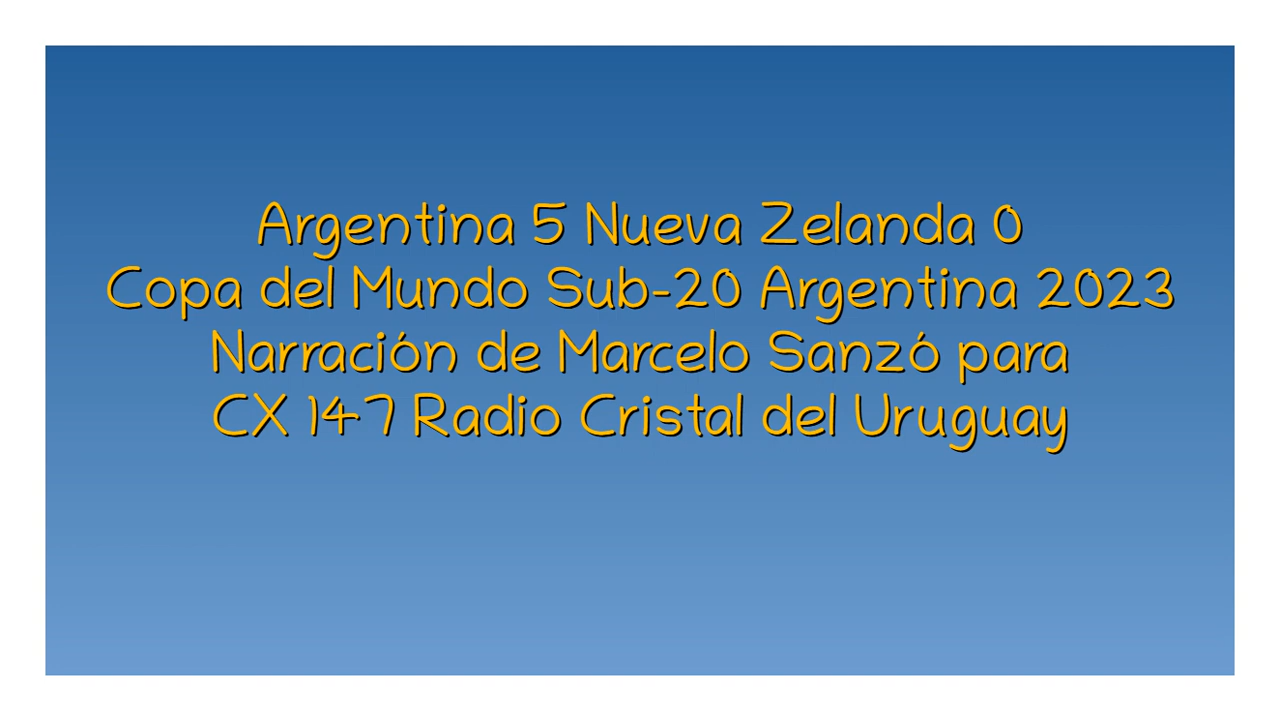 Argentina 5 Nueva Zelanda 0
Copa del Mundo Sub-20 Argentina 2023
Narración de Marcelo Sanzó para
CX 147 Radio Cristal del Uruguay